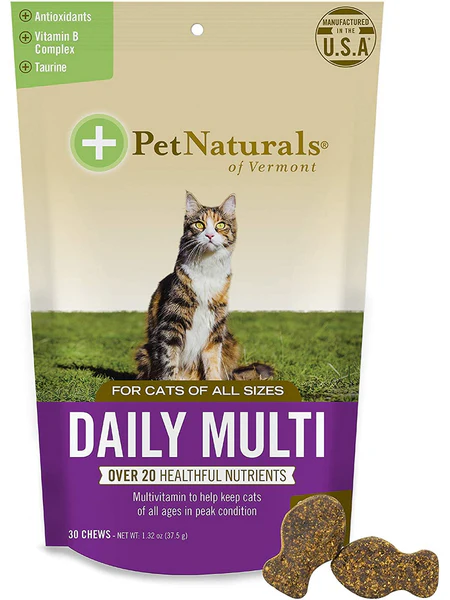 + Antioxidants
+ Vitamin B
Complex
+ Taurine
MANUFACTURED
IN THE
U.S.A
PetNaturals®
of Vermont
FOR CATS OF ALL SIZES
DAILY MULTI
OVER 20 HEALTHFUL NUTRIENTS
Multivitamin to help keep cats
of all ages in peak condition
30 CHEWS - NET WT. 1.32 oz (37.5 g)